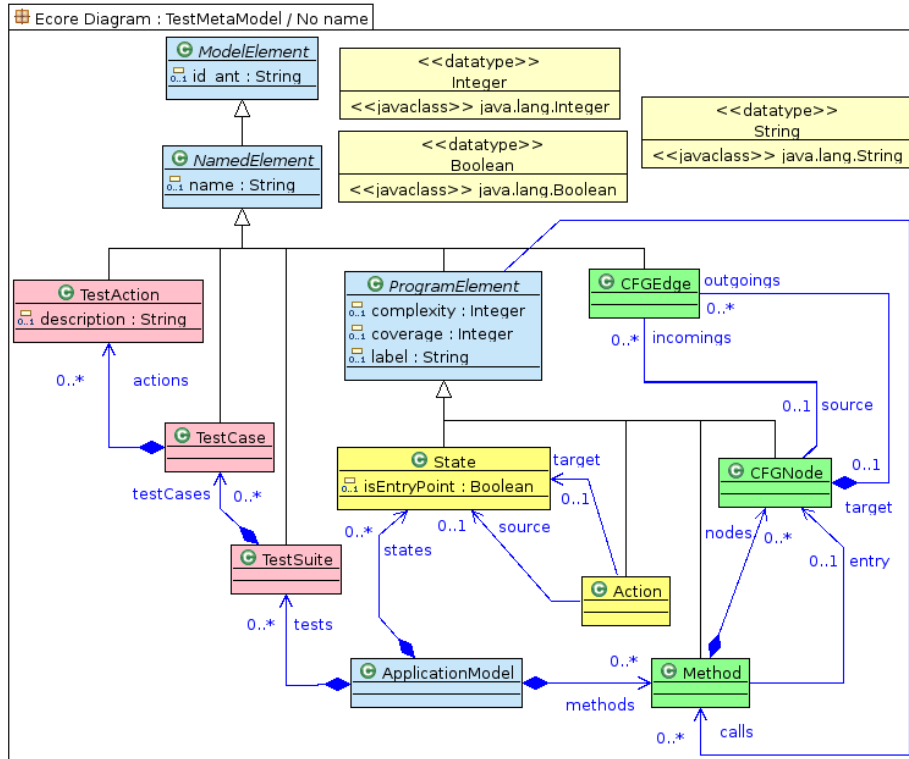 Ecore Diagram : TestMetaModel / No name
C ModelElement
0..1 id_ant : String
<<datatype>>
Integer
<<javaclass>> java.lang.Integer
<<datatype>>
String
<<javaclass>> java.lang.String
<<datatype>>
Boolean
<<javaclass>> java.lang.Boolean
C NamedElement
0..1 name : String
C TestAction
0..1 description : String
C ProgramElement
0..1 complexity : Integer
0..1 coverage : Integer
0..1 label : String
C CFGEdge
outgoings
0..*
0..* incomings
0..* actions
0..1 source
C TestCase
C State
0..1 isEntryPoint : Boolean
target
0..1
C CFGNode
0..1
target
testCases 0..*
0..* states
0..1 source
nodes
0..*
0..1 entry
C TestSuite
C Action
0..* tests
C ApplicationModel
0..*
methods
C Method
0..* calls